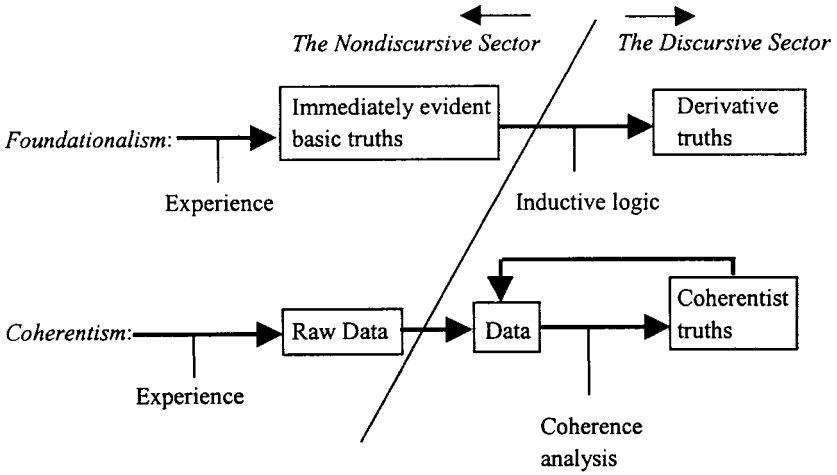 The Nondiscursive Sector
The Discursive Sector
Foundationalism:
Immediately evident
basic truths
Derivative
truths
Experience
Inductive logic
Coherentism:
Raw Data
Data
Coherentist
truths
Experience
Coherence
analysis